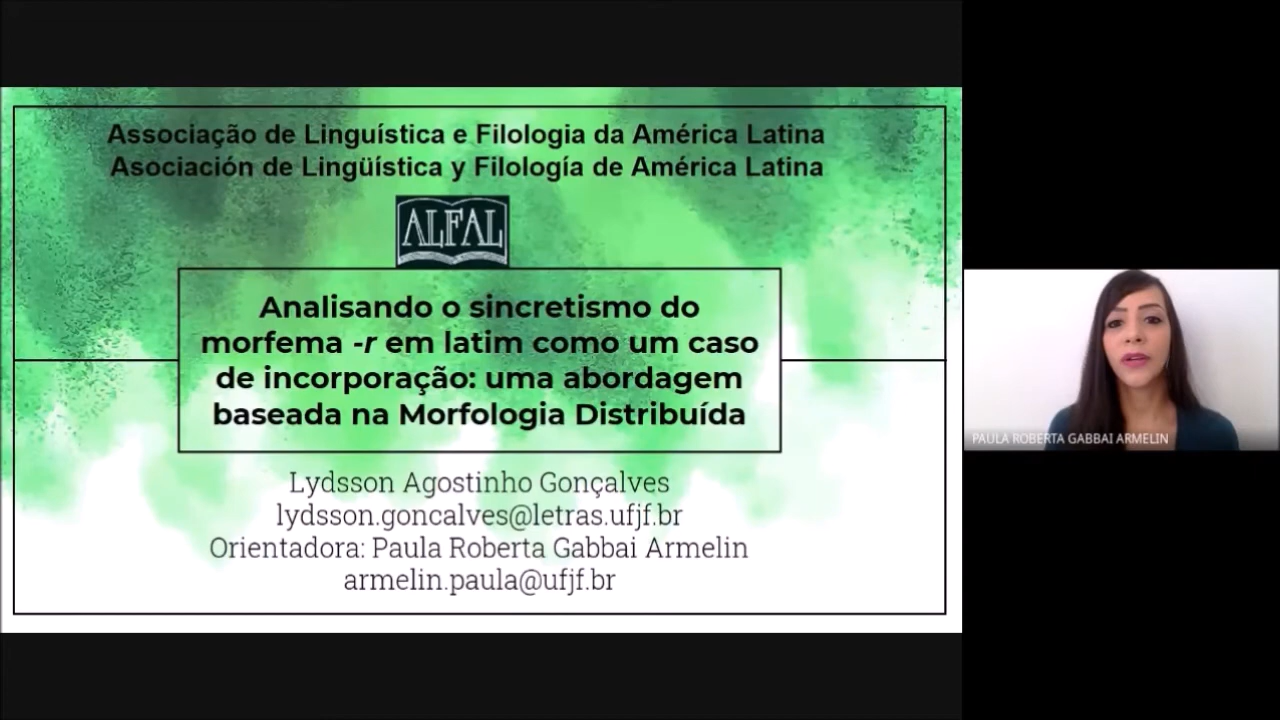 Associação de Linguística e Filologia da América Latina
Asociación de Lingüística y Filología de América Latina
ALFAL
Analisando o sincretismo do
morfema -r em latim como um caso
de incorporação: uma abordagem
baseada na Morfologia Distribuída
Lydsson Agostinho Gonçalves
lydsson.goncalves@letras.ufjf.br
Orientadora: Paula Roberta Gabbai Armelin
armelin.paula@ufjf.br
PAULA ROBERTA GABBAI ARMELIN